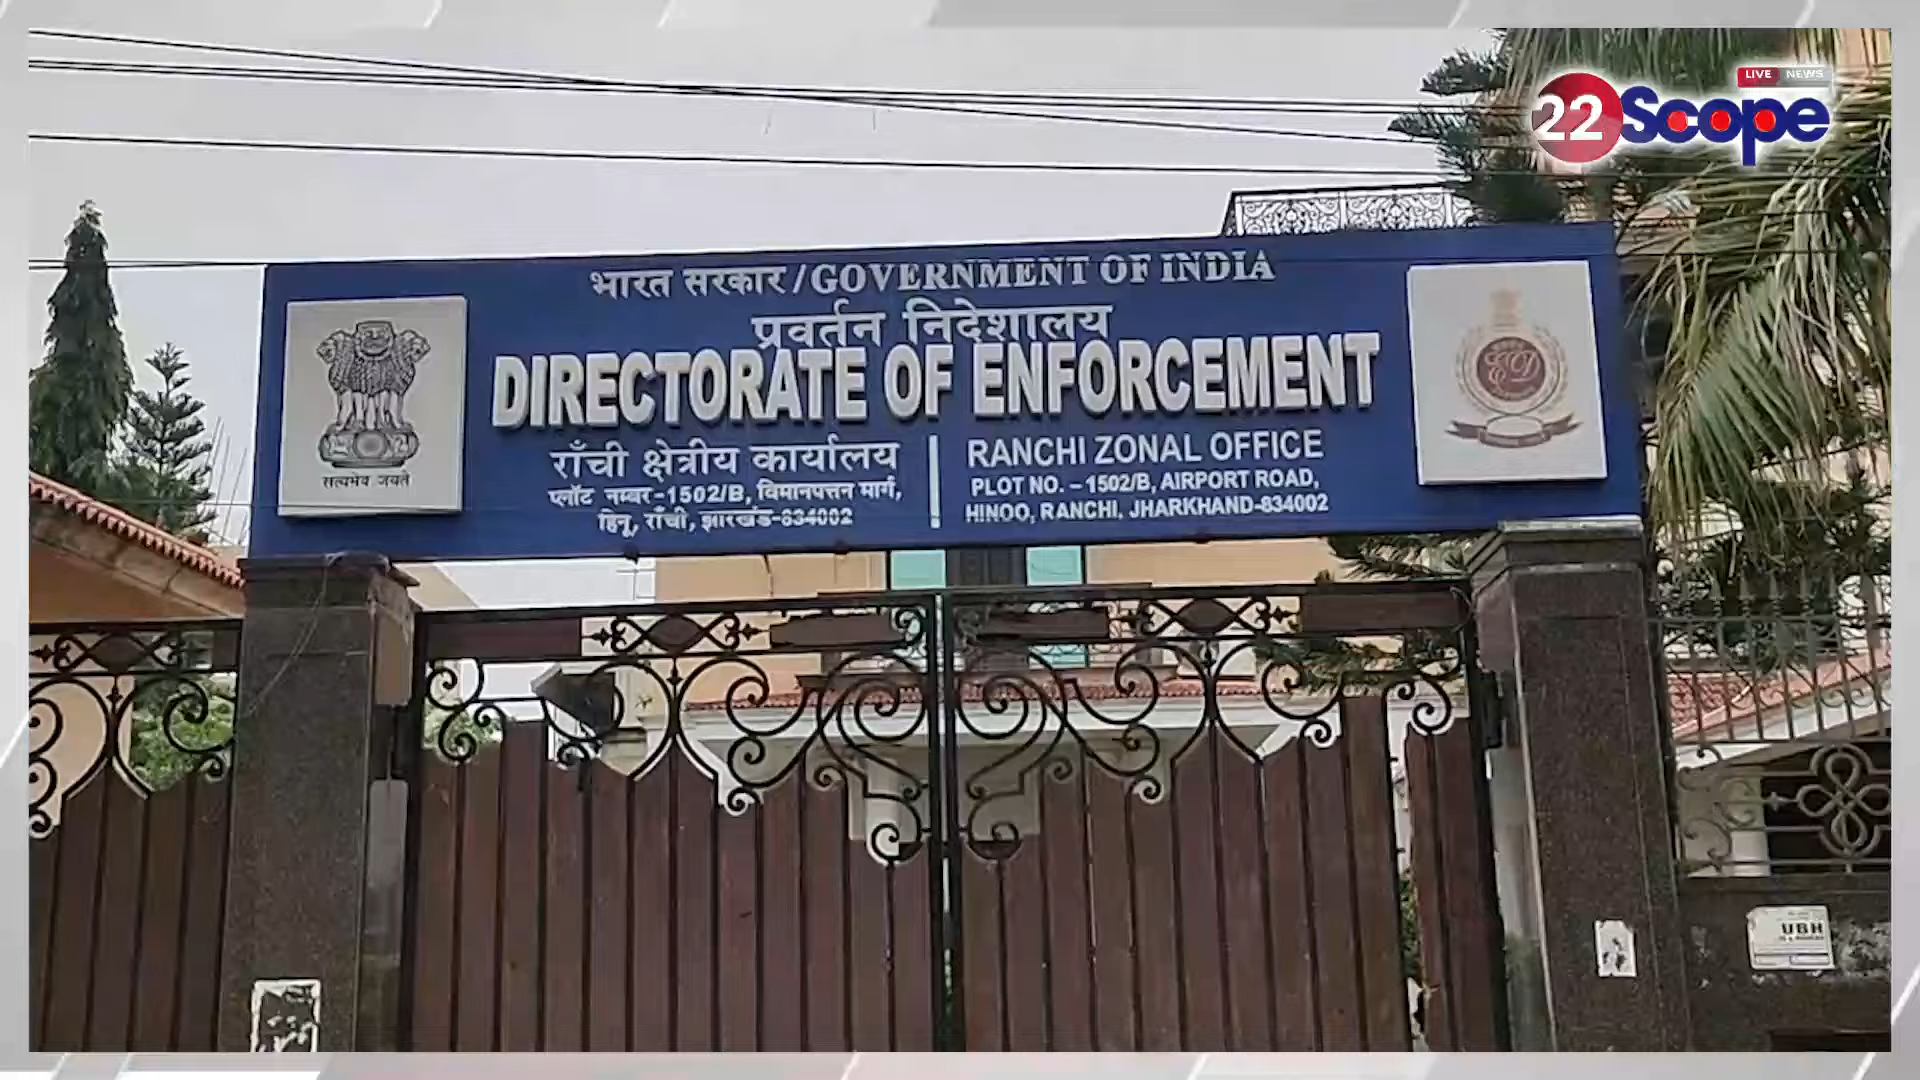 LIVE NEWS
22Scope
भारत सरकार/GOVERNMENT OF INDIA
प्रवर्तन निदेशालय
DIRECTORATE OF ENFORCEMENT
राँची क्षेत्रीय कार्यालय
प्लॉट नम्बर-1502/B, विमानपत्तन मार्ग,
हिनू, राँची, झारखंड-834002
RANCHI ZONAL OFFICE
PLOT NO. – 1502/B, AIRPORT ROAD,
HINOO, RANCHI, JHARKHAND-834002
सत्यमेव जयते
ED
UBH